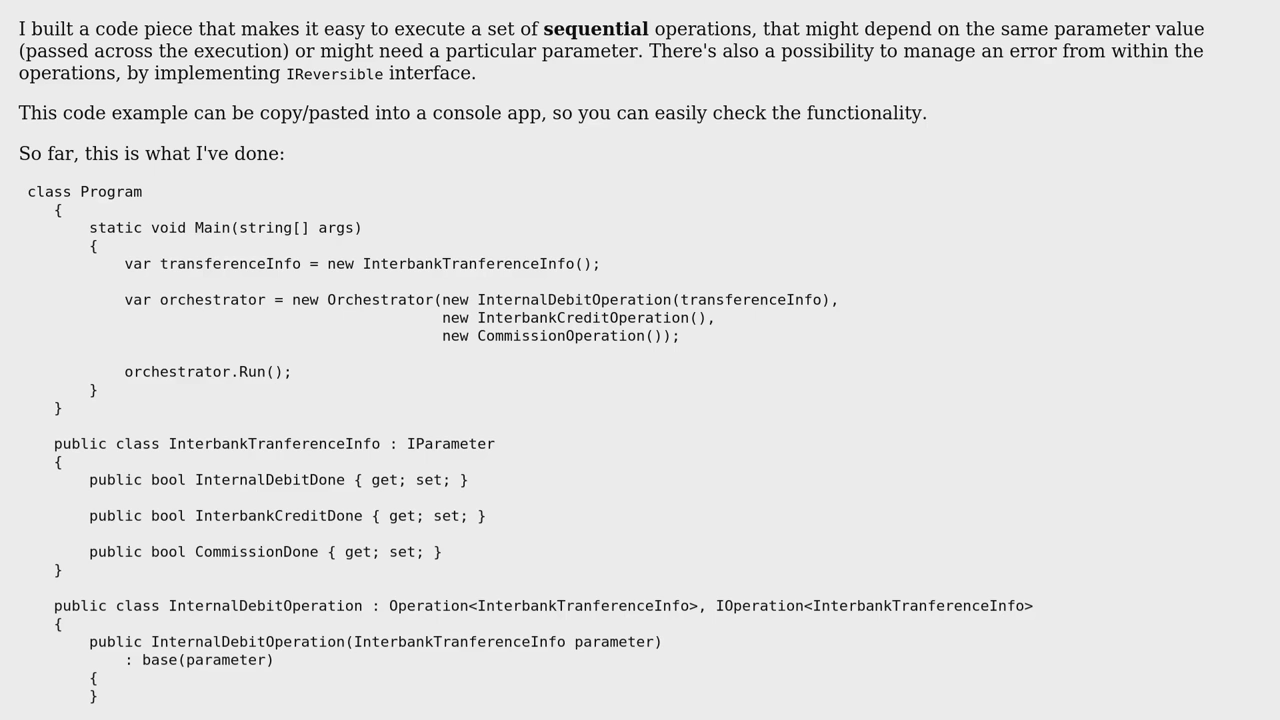 I built a code piece that makes it easy to execute a set of sequential operations, that might depend on the same parameter value
(passed across the execution) or might need a particular parameter. There's also a possibility to manage an error from within the
operations, by implementing IReversible interface.
This code example can be copy/pasted into a console app, so you can easily check the functionality.
So far, this is what I've done:
class Program
{
static void Main(string[] args)
{
var transferenceInfo = new InterbankTranferenceInfo();
var orchestrator = new Orchestrator(new InternalDebitOperation(transferenceInfo),
new InterbankCreditOperation(),
new CommissionOperation());
orchestrator.Run();
}
}
public class InterbankTranferenceInfo : IParameter
{
public bool InternalDebitDone { get; set; }
public bool InterbankCreditDone { get; set; }
public bool CommissionDone { get; set; }
}
public class InternalDebitOperation : Operation<InterbankTranferenceInfo>, IOperation<InterbankTranferenceInfo>
{
public InternalDebitOperation(InterbankTranferenceInfo parameter)
: base(parameter)
{
}